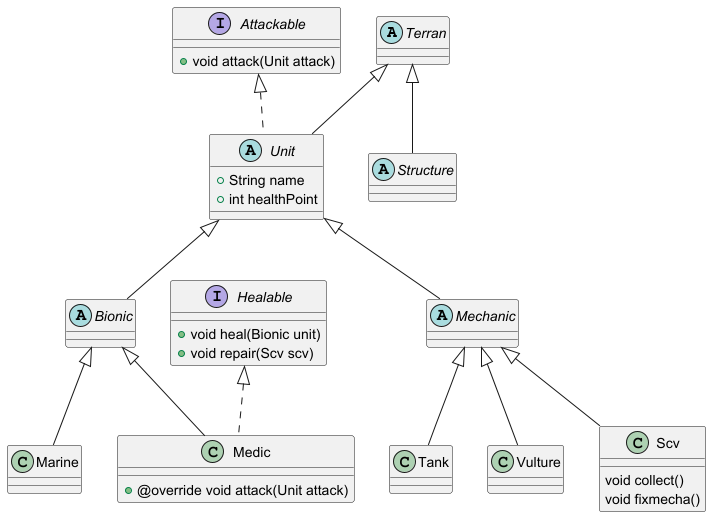 I Attackable
void attack(Unit attack)
A Terran
A Unit
String name
int healthPoint
A Structure
A Bionic
I Healable
void heal(Bionic unit)
void repair(Scv scv)
A Mechanic
C Marine
C Medic
@override void attack(Unit attack)
C Tank
C Vulture
C Scv
void collect()
void fixmecha()